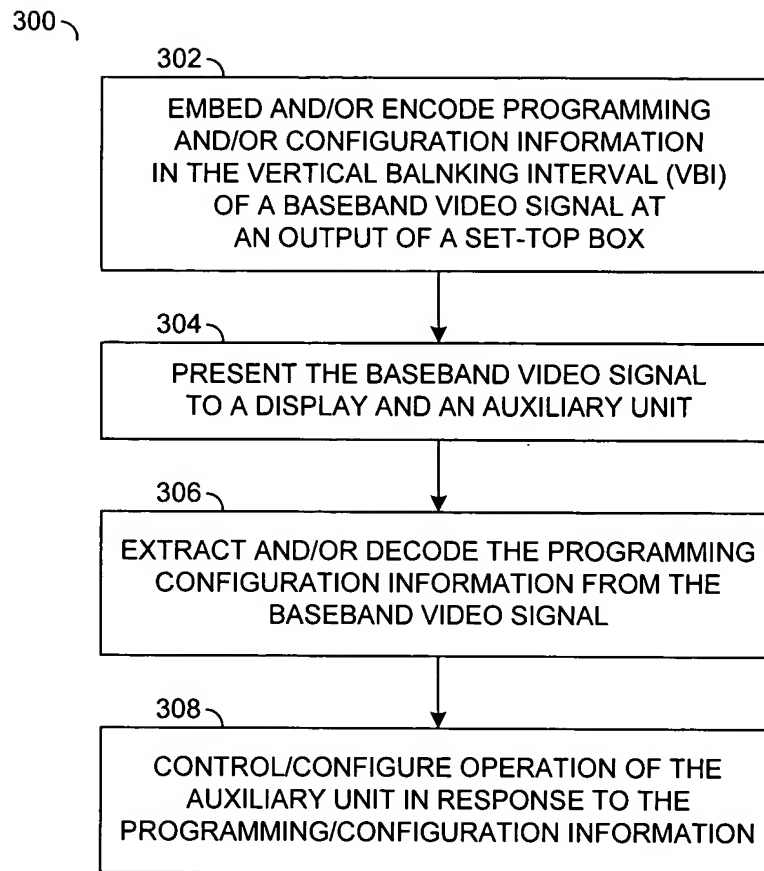 300
302
EMBED AND/OR ENCODE PROGRAMMING
AND/OR CONFIGURATION INFORMATION
IN THE VERTICAL BALNKING INTERVAL (VBI)
OF A BASEBAND VIDEO SIGNAL AT
AN OUTPUT OF A SET-TOP BOX
304
PRESENT THE BASEBAND VIDEO SIGNAL
TO A DISPLAY AND AN AUXILIARY UNIT
306
EXTRACT AND/OR DECODE THE PROGRAMMING
CONFIGURATION INFORMATION FROM THE
BASEBAND VIDEO SIGNAL
308
CONTROL/CONFIGURE OPERATION OF THE
AUXILIARY UNIT IN RESPONSE TO THE
PROGRAMMING/CONFIGURATION INFORMATION